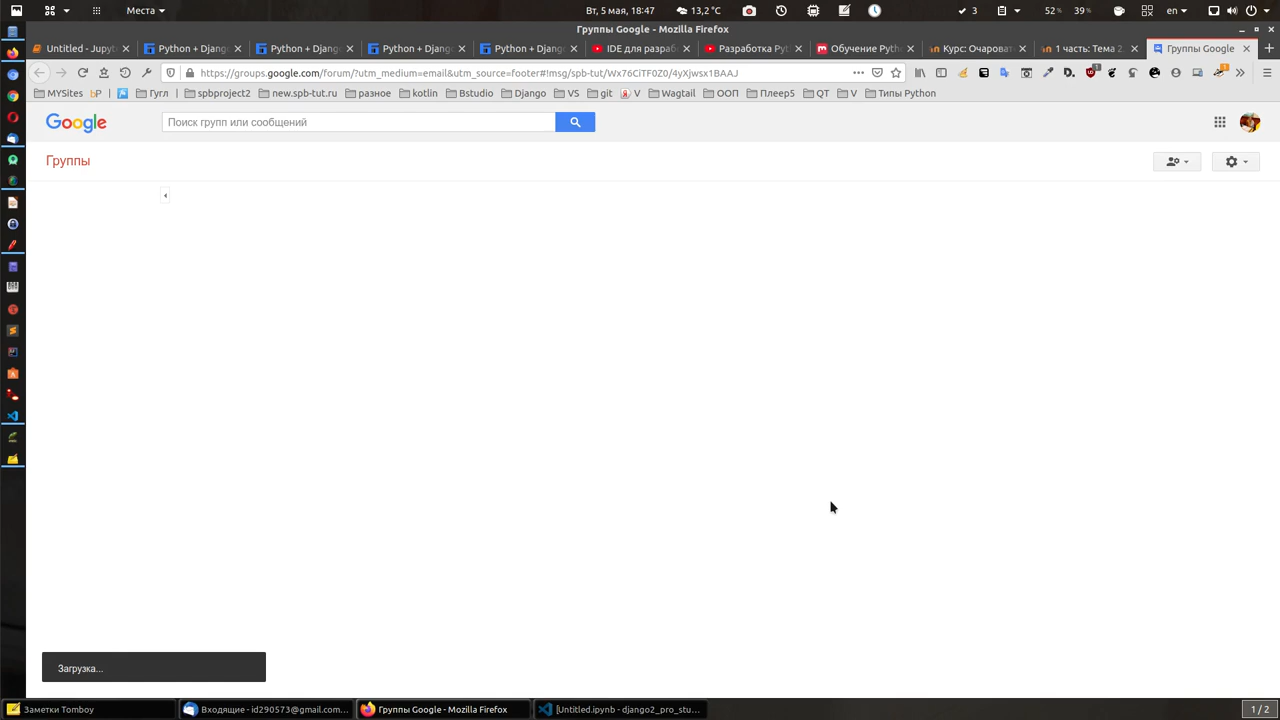 Места
Вт, 5 мая, 18:47
13,2 °C
3
52 %
39 %
en
Группы Google - Mozilla Firefox
Untitled - Jupyt
Python + Djang
Python + Djang
Python + Djang
Python + Djang
IDE для разраб
Разработка Pyt
Обучение Pyth
Курс: Очароват
1 часть: Тема 2
Группы Google
https://groups.google.com/forum/?utm_medium=email&utm_source=footer#!msg/spb-tut/Wx76CiTF0Z0/4yXjwsx1BAAJ
MYSites
bP
Гугл
spbproject2
new.spb-tut.ru
разное
kotlin
Bstudio
Django
VS
git
V
Wagtail
ООП
Плеер5
QT
V
Типы Python
Google
Поиск групп или сообщений
Группы
Загрузка...
Заметки Tomboy
Входящие - id290573@gmail.com...
Группы Google - Mozilla Firefox
[Untitled.ipynb - django2_pro_stu...
1 / 2